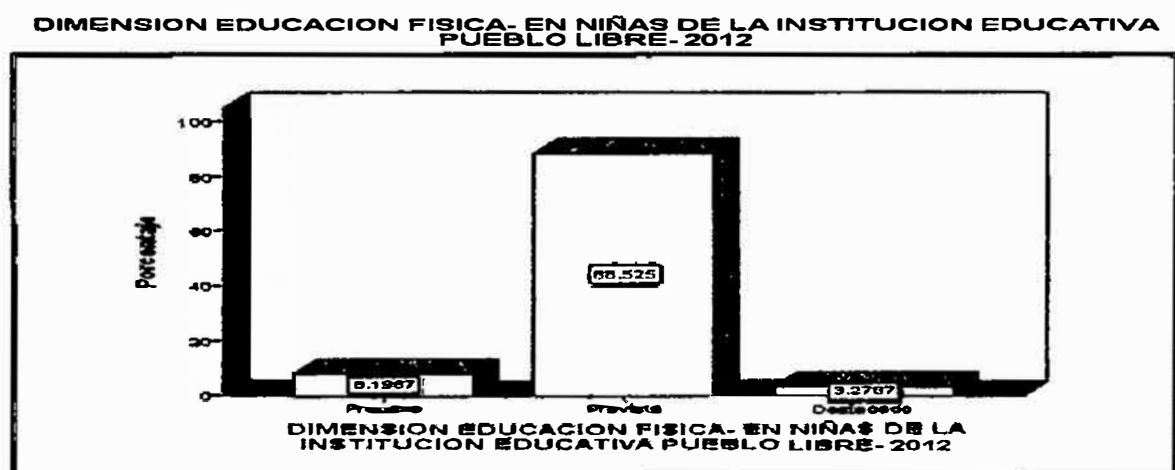 DIMENSION EDUCACION FISICA- EN NIÑAS DE LA INSTITUCION EDUCATIVA
PUEBLO LIBRE- 2012
Porcentaje
100
80
60
40
20
0
88.525
8.1967
3.2787
Previsto
DIMENSION EDUCACION FISICA- EN NIÑAS DE LA
INSTITUCION EDUCATIVA PUEBLO LIBRE- 2012